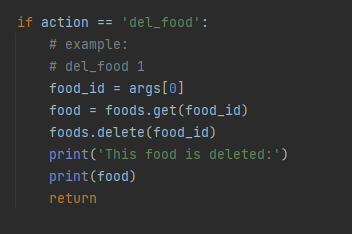 if action == 'del_food':
    # example:
    # del_food 1
    food_id = args[0]
    food = foods.get(food_id)
    foods.delete(food_id)
    print('This food is deleted:')
    print(food)
    return